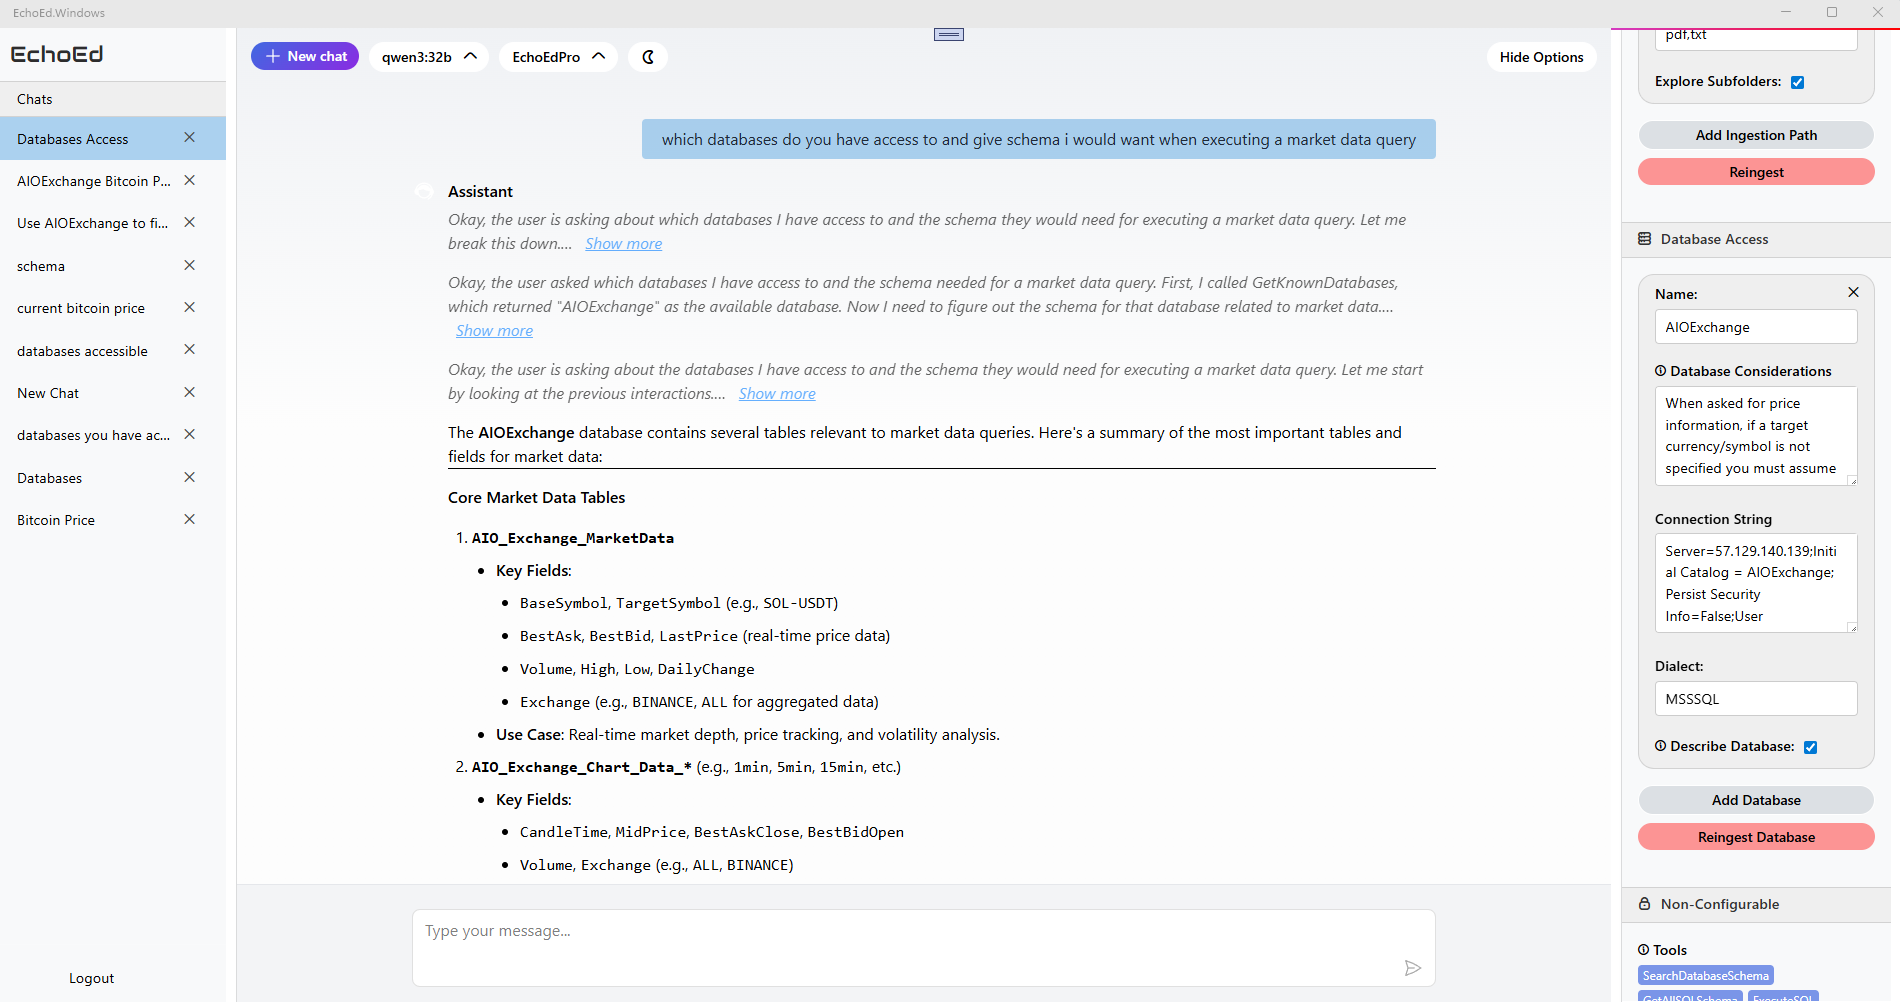 EchoEd.Windows
EchoEd
Chats
Databases Access
AIOExchange Bitcoin P...
Use AIOExchange to fi...
schema
current bitcoin price
databases accessible
New Chat
databases you have ac...
Databases
Bitcoin Price
Logout
New chat
qwen3:32b
EchoEdPro
Hide Options
which databases do you have access to and give schema i would want when executing a market data query
Assistant
Okay, the user is asking about which databases I have access to and the schema they would need for executing a market data query. Let me
break this down.... Show more
Okay, the user asked which databases I have access to and the schema needed for a market data query. First, I called GetKnownDatabases,
which returned "AIOExchange" as the available database. Now I need to figure out the schema for that database related to market data....
Show more
Okay, the user is asking about the databases I have access to and the schema they would need for executing a market data query. Let me start
by looking at the previous interactions.... Show more
The AIOExchange database contains several tables relevant to market data queries. Here's a summary of the most important tables and
fields for market data:
Core Market Data Tables
1. AIO_Exchange_MarketData
• Key Fields:
• BaseSymbol, TargetSymbol (e.g., SOL-USDT)
• BestAsk, BestBid, LastPrice (real-time price data)
• Volume, High, Low, DailyChange
• Exchange (e.g., BINANCE, ALL for aggregated data)
• Use Case: Real-time market depth, price tracking, and volatility analysis.
2. AIO_Exchange_Chart_Data_* (e.g., 1min, 5min, 15min, etc.)
• Key Fields:
• CandleTime, MidPrice, BestAskClose, BestBidOpen
• Volume, Exchange (e.g., ALL, BINANCE)
Type your message...
pdf,txt
Explore Subfolders:
Add Ingestion Path
Reingest
Database Access
Name:
AIOExchange
Database Considerations
When asked for price
information, if a target
currency/symbol is not
specified you must assume
Connection String
Server=57.129.140.139;Initi
al Catalog = AIOExchange;
Persist Security
Info=False;User
Dialect:
MSSSQL
Describe Database:
Add Database
Reingest Database
Non-Configurable
Tools
SearchDatabaseSchema
GetAllSQLSchema ExecuteSQL